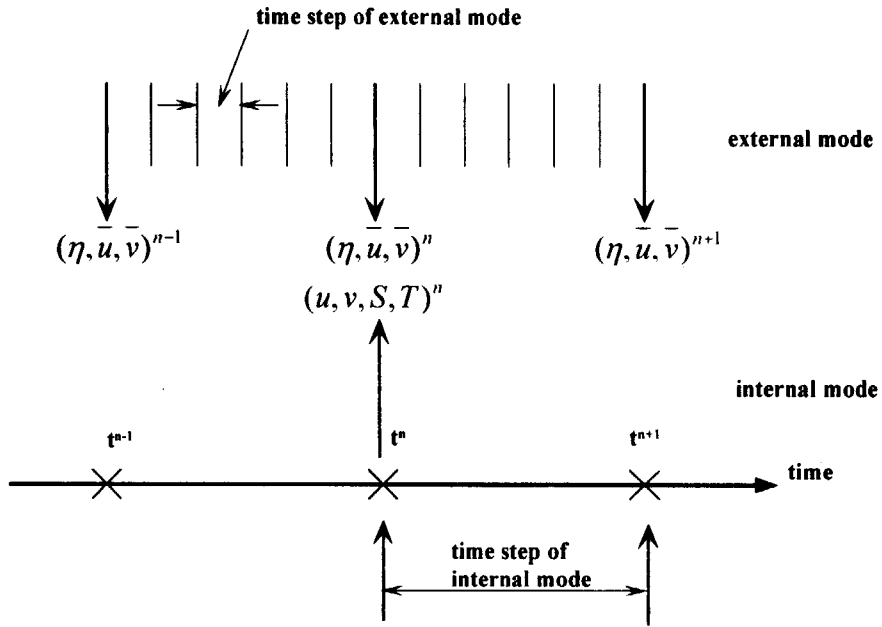 time step of external mode
external mode
(η, ū, v̄)ⁿ⁻¹
(η, ū, v̄)ⁿ
(η, ū, v̄)ⁿ⁺¹
(u, v, S, T)ⁿ
internal mode
tⁿ⁻¹
tⁿ
tⁿ⁺¹
time
time step of
internal mode